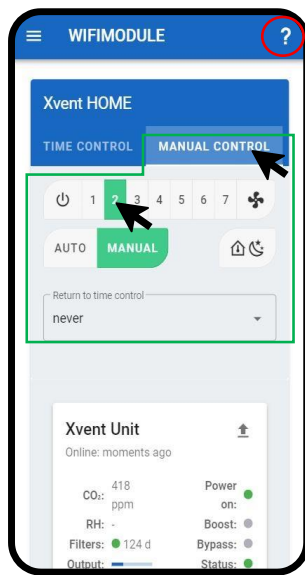 WIFIMODULE ?
Xvent HOME
TIME CONTROL MANUAL CONTROL
1 2 3 4 5 6 7
AUTO MANUAL
Return to time control
never
Xvent Unit
Online: moments ago
CO₂: 418 ppm Power on:
RH: - Boost:
Filters: 124 d Bypass:
Output: Status: